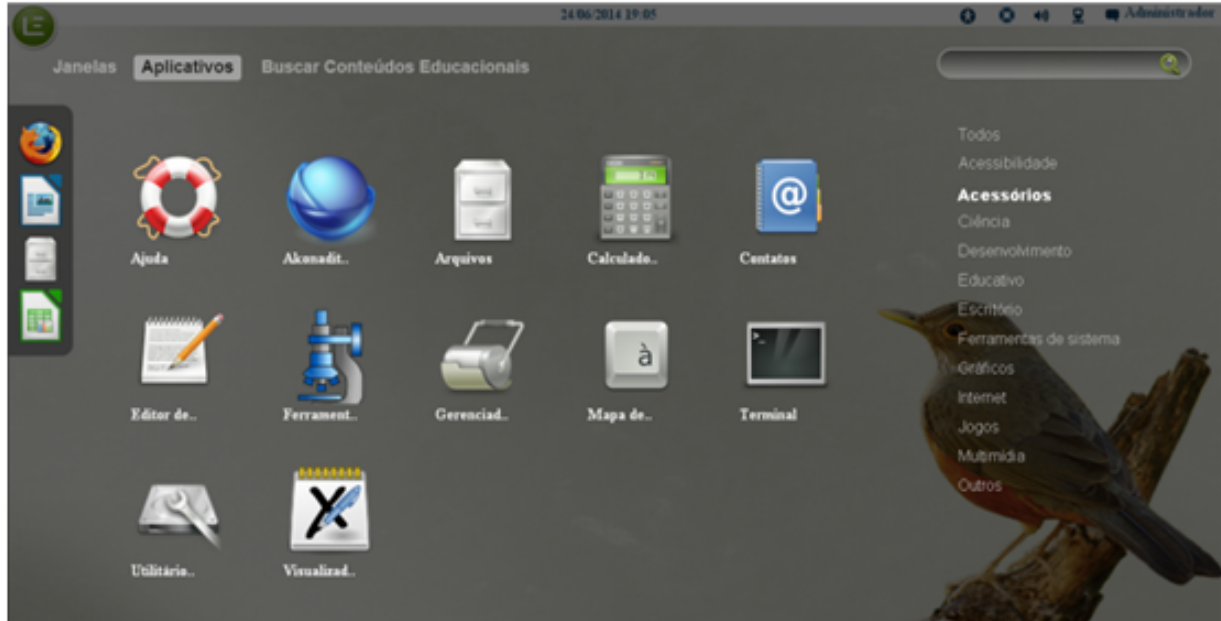 24/06/2014 19:05
Administrador
Janelas Aplicativos Buscar Conteúdos Educacionais
Todos
Acessibilidade
Acessórios
Ciência
Desenvolvimento
Educativo
Escritório
Ferramentas de sistema
Gráficos
Internet
Jogos
Multimídia
Outros
Ajuda Akonadit.. Arquivos Calculado.. Contatos
Editor de.. Ferrament.. Gerenciad.. Mapa de.. Terminal
Utilitário.. Visualizad..